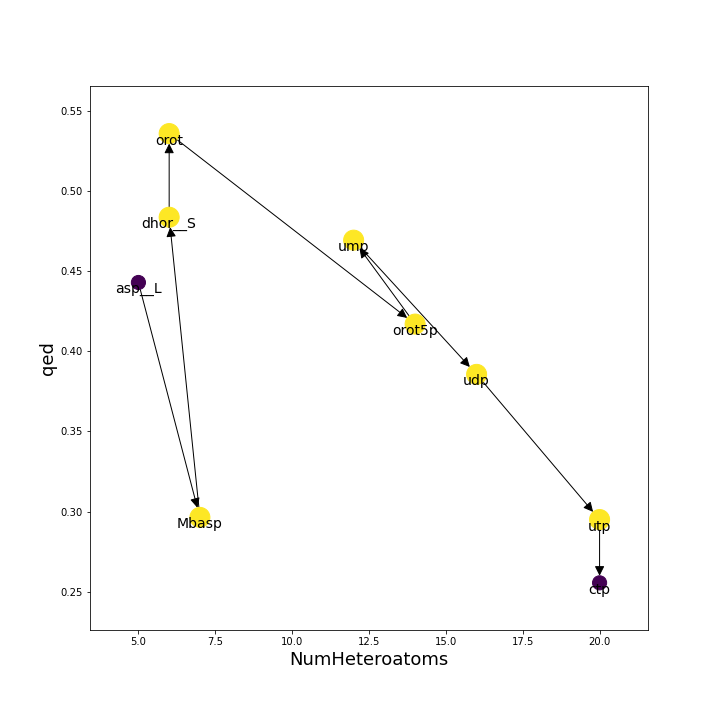 0.55
0.50
0.45
0.40
0.35
0.30
0.25
qed
orot
dhor__S
asp__L
Mbasp
ump
orot5p
udp
utp
ctp
5.0 7.5 10.0 12.5 15.0 17.5 20.0
NumHeteroatoms